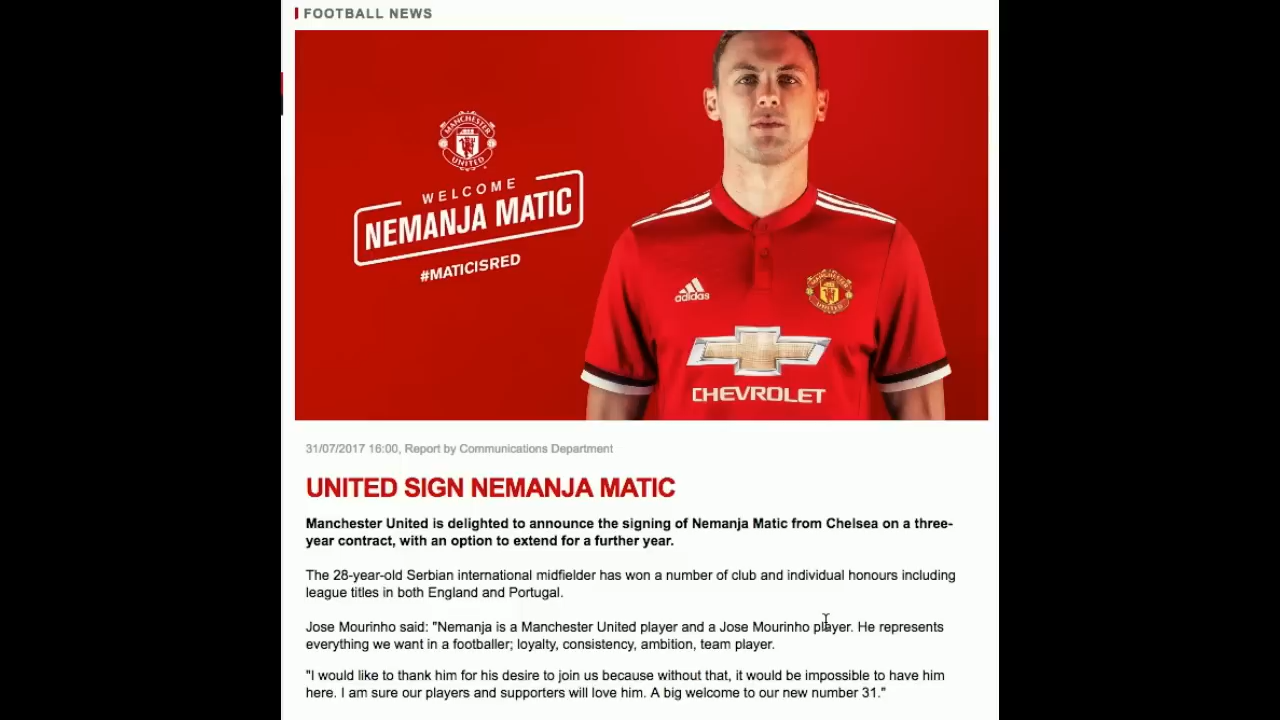 FOOTBALL NEWS
MANCHESTER
UNITED
WELCOME
NEMANJA MATIC
#MATICISRED
adidas
MANCHESTER
UNITED
CHEVROLET
31/07/2017 16:00, Report by Communications Department
UNITED SIGN NEMANJA MATIC
Manchester United is delighted to announce the signing of Nemanja Matic from Chelsea on a three-
year contract, with an option to extend for a further year.
The 28-year-old Serbian international midfielder has won a number of club and individual honours including
league titles in both England and Portugal.
Jose Mourinho said: "Nemanja is a Manchester United player and a Jose Mourinho player. He represents
everything we want in a footballer; loyalty, consistency, ambition, team player.
"I would like to thank him for his desire to join us because without that, it would be impossible to have him
here. I am sure our players and supporters will love him. A big welcome to our new number 31."